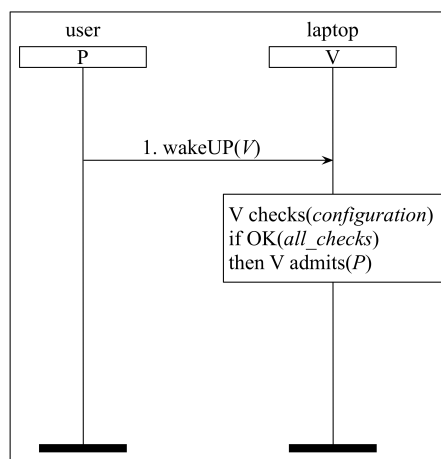 user
laptop
P
V
1. wakeUP(V)
V checks(configuration)
if OK(all_checks)
then V admits(P)